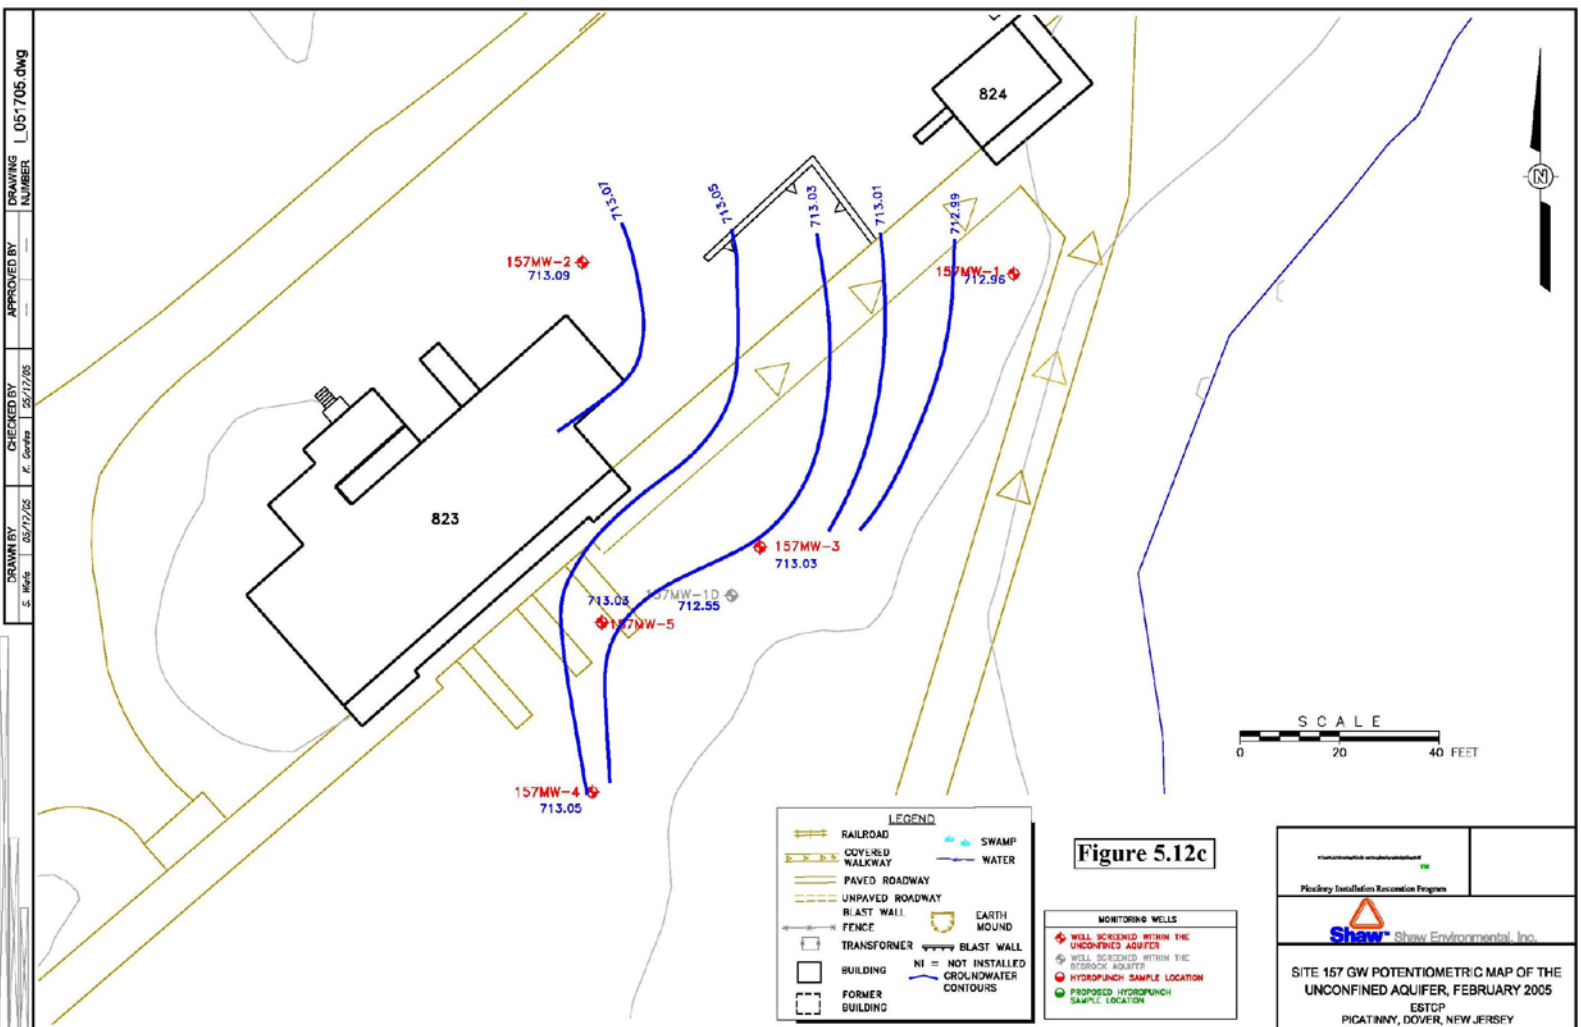 DRAWING NUMBER I_051705.dwg
APPROVED BY
CHECKED BY 05/17/05
DRAWN BY 05/17/05
824
713.07
713.05
713.03
713.01
712.99
157MW-2
713.09
157MW-1
712.96
823
157MW-3
713.03
157MW-1D
712.55
713.03
157MW-5
157MW-4
713.05
N
SCALE
0 20 40 FEET
LEGEND
RAILROAD
COVERED WALKWAY
PAVED ROADWAY
UNPAVED ROADWAY
BLAST WALL
FENCE
TRANSFORMER
BUILDING
FORMER BUILDING
SWAMP
WATER
EARTH MOUND
BLAST WALL
NI = NOT INSTALLED
GROUNDWATER CONTOURS
Figure 5.12c
MONITORING WELLS
WELL SCREENED WITHIN THE UNCONFINED AQUIFER
WELL SCREENED WITHIN THE BEDROCK AQUIFER
HYDROPUNCH SAMPLE LOCATION
PROPOSED HYDROPUNCH SAMPLE LOCATION
TM
Picatinny Installation Restoration Program
Shaw™ Shaw Environmental, Inc.
SITE 157 GW POTENTIOMETRIC MAP OF THE
UNCONFINED AQUIFER, FEBRUARY 2005
ESTCP
PICATINNY, DOVER, NEW JERSEY